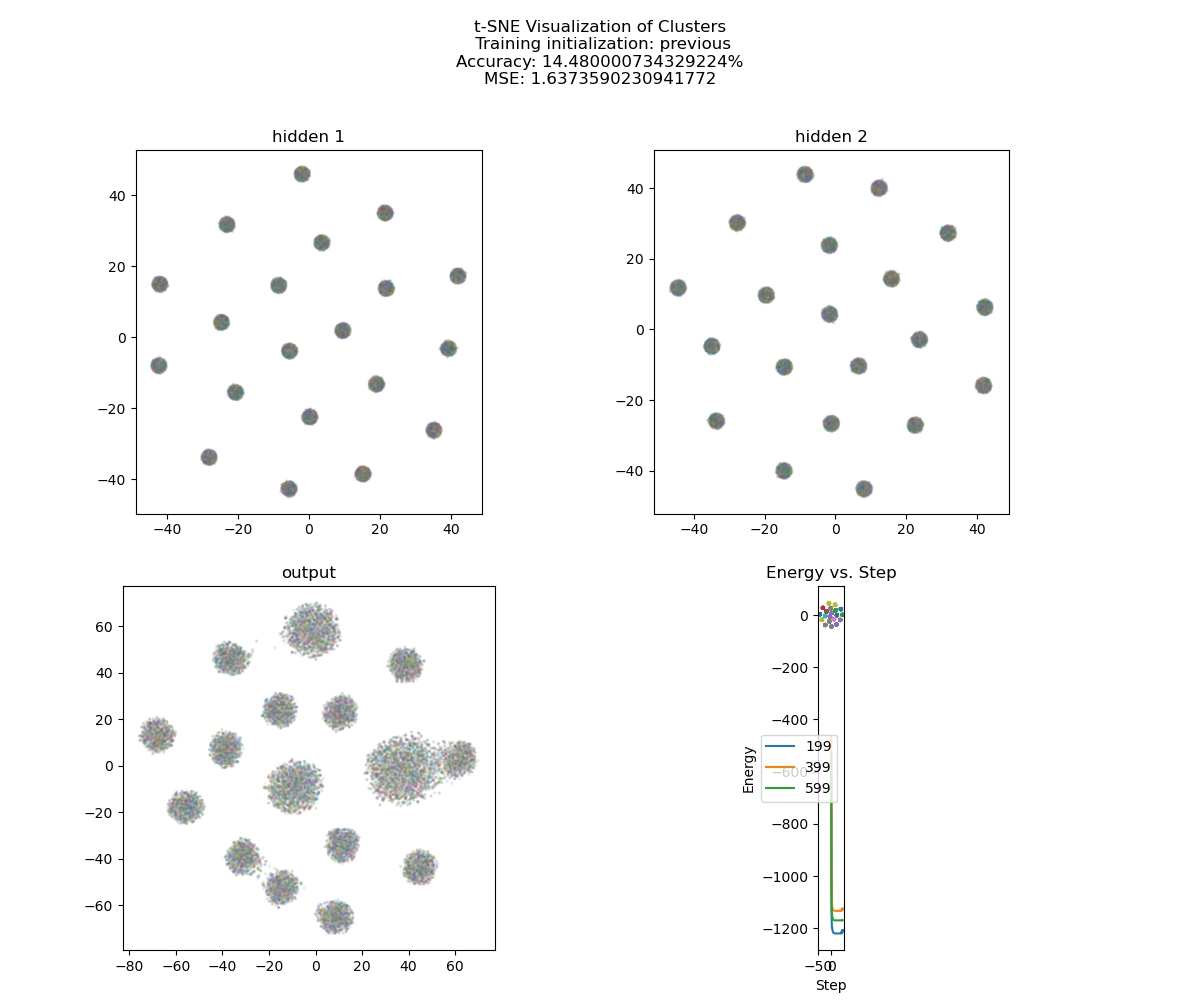 t-SNE Visualization of Clusters
Training initialization: previous
Accuracy: 14.480000734329224%
MSE: 1.6373590230941772
hidden 1
40
20
0
−20
−40
−40 −20 0 20 40
hidden 2
40
20
0
−20
−40
−40 −20 0 20 40
output
60
40
20
0
−20
−40
−60
−80 −60 −40 −20 0 20 40 60
Energy vs. Step
Energy
0
−200
−400
−600
−800
−1000
−1200
199
399
599
−50 0
Step